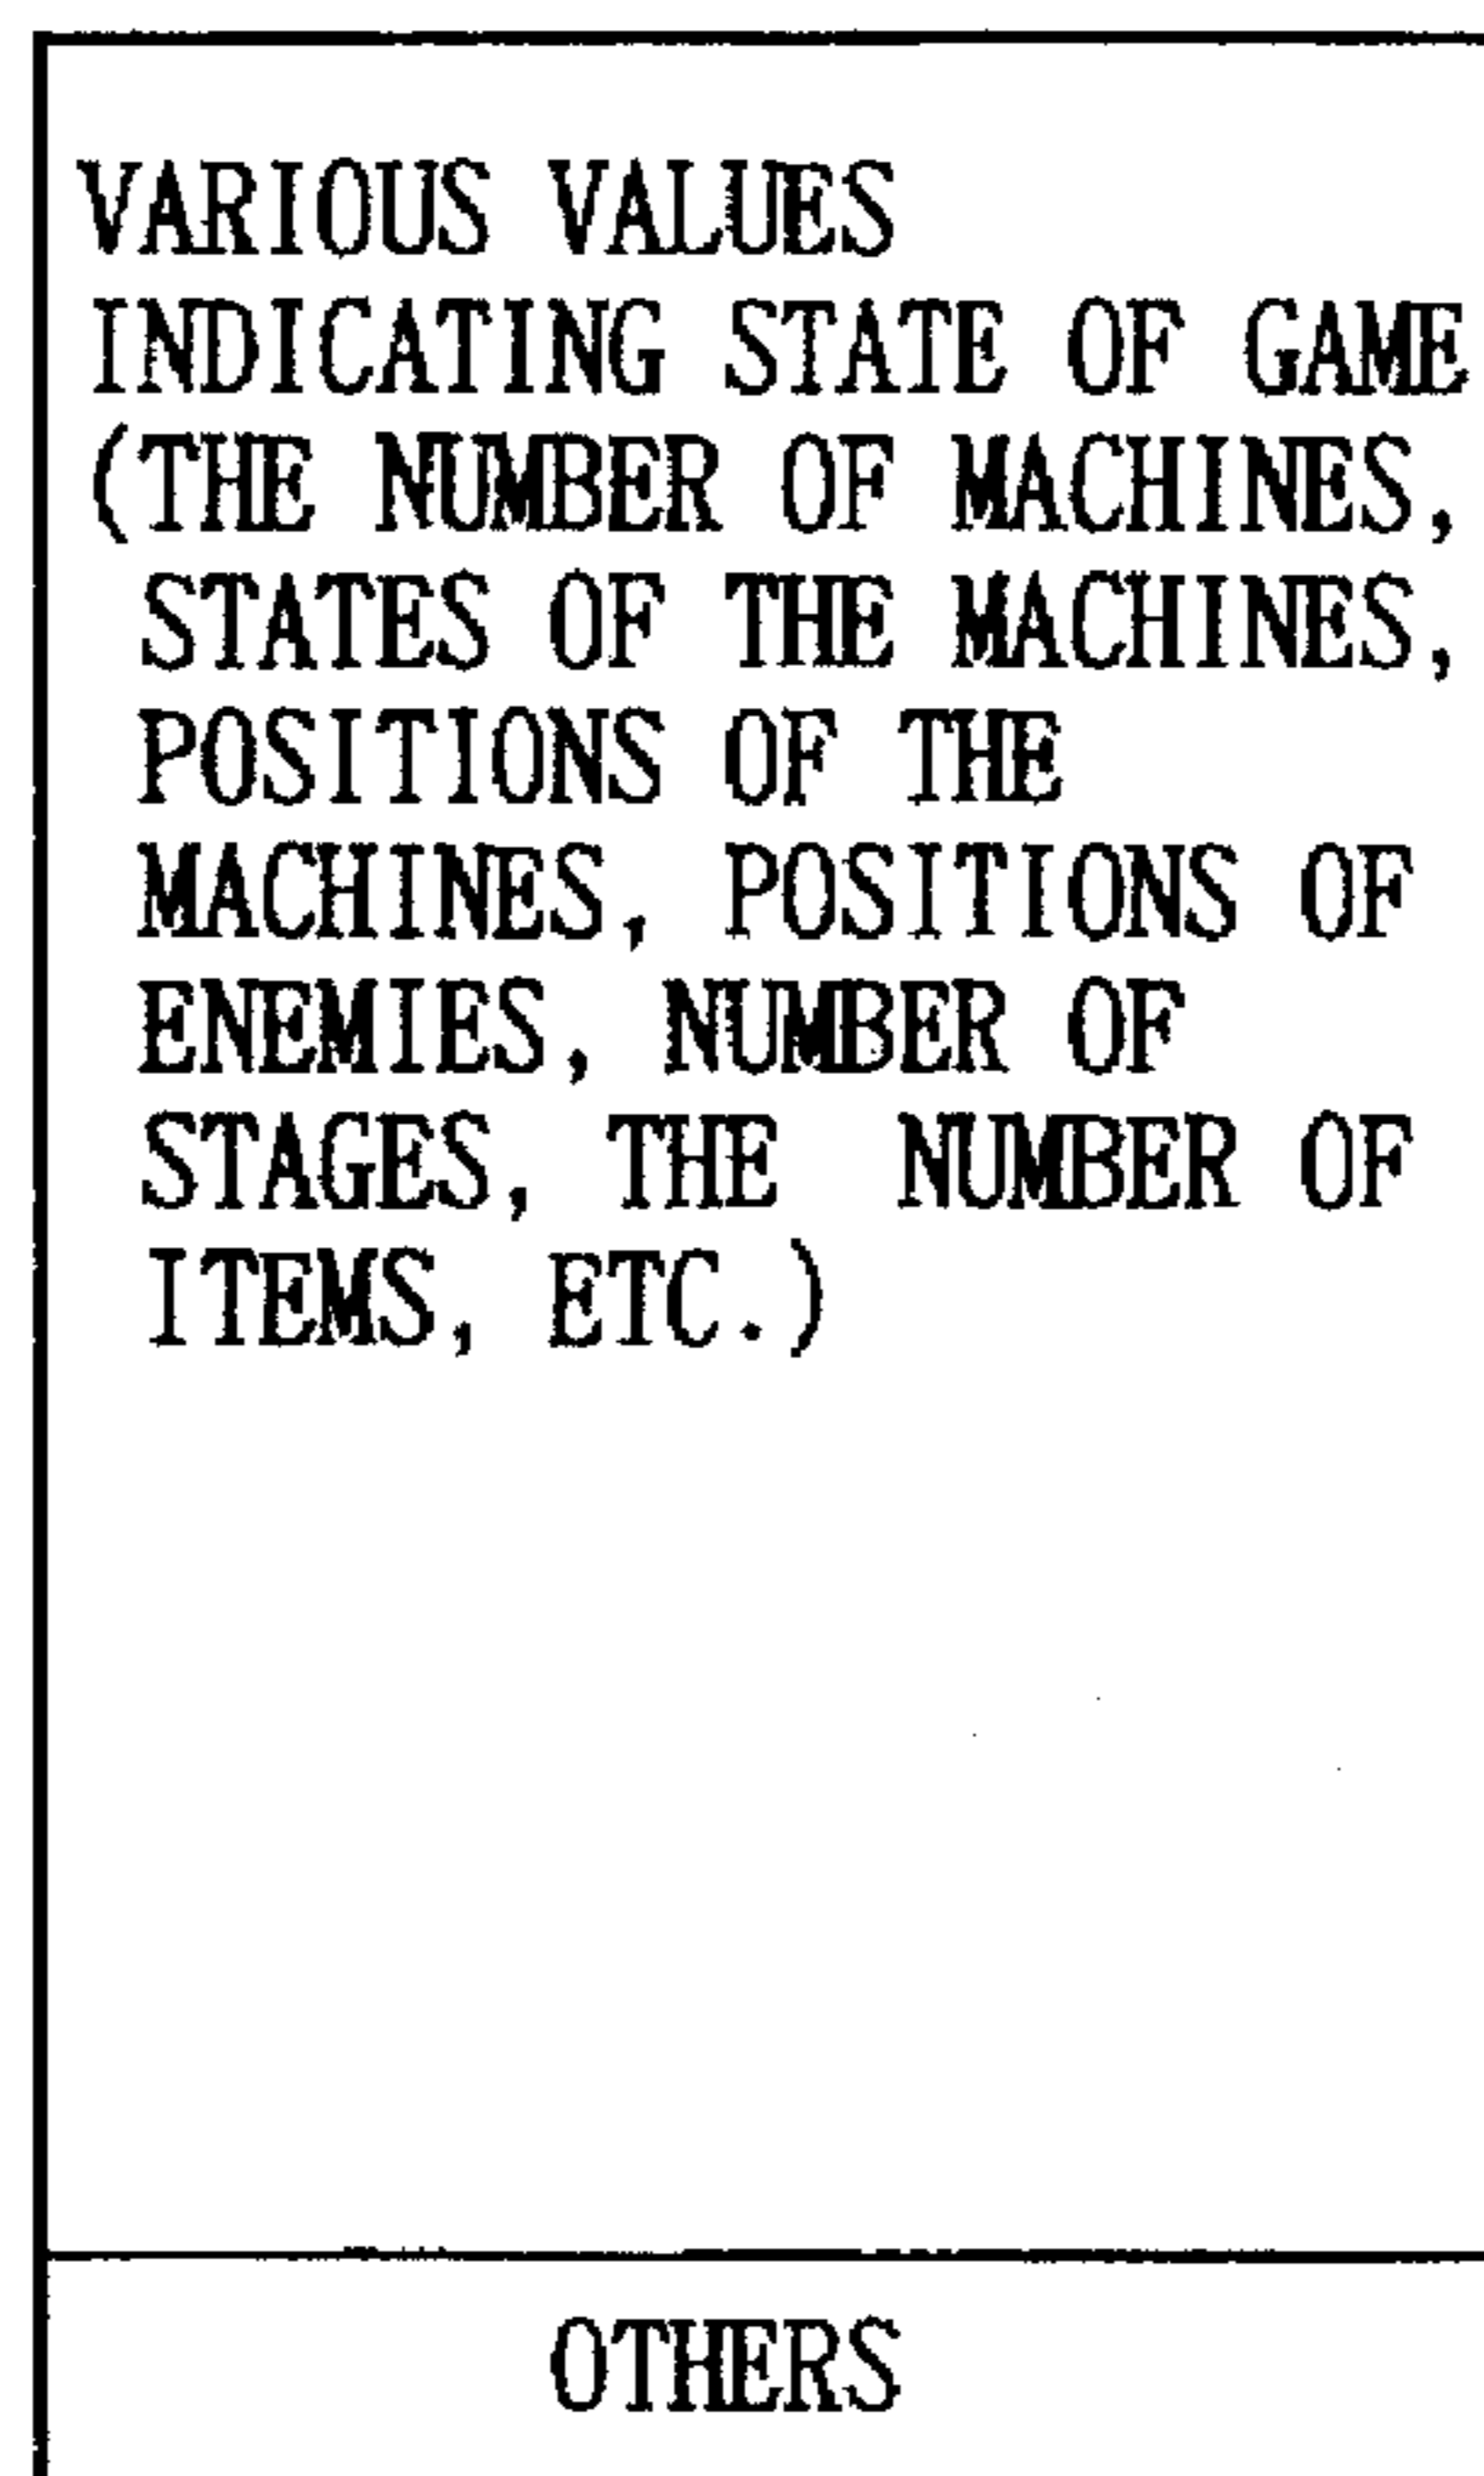 VARIOUS VALUES
INDICATING STATE OF GAME
(THE NUMBER OF MACHINES,
STATES OF THE MACHINES,
POSITIONS OF THE
MACHINES, POSITIONS OF
ENEMIES, NUMBER OF
STAGES, THE NUMBER OF
ITEMS, ETC.)
OTHERS